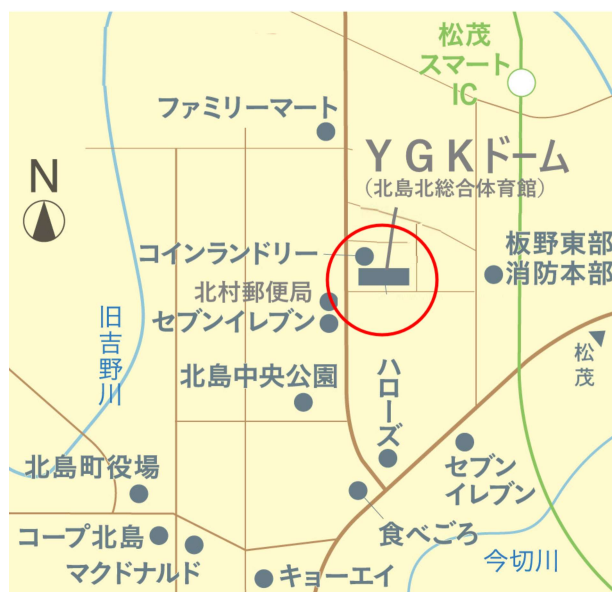 松茂
スマート
IC
ファミリーマート
YGKドーム
(北島北総合体育館)
N
コインランドリー
板野東部
消防本部
北村郵便局
セブンイレブン
旧吉野川
松茂
北島中央公園
ハローズ
北島町役場
セブン
イレブン
コープ北島
食べごろ
マクドナルド
今切川
キョーエイ